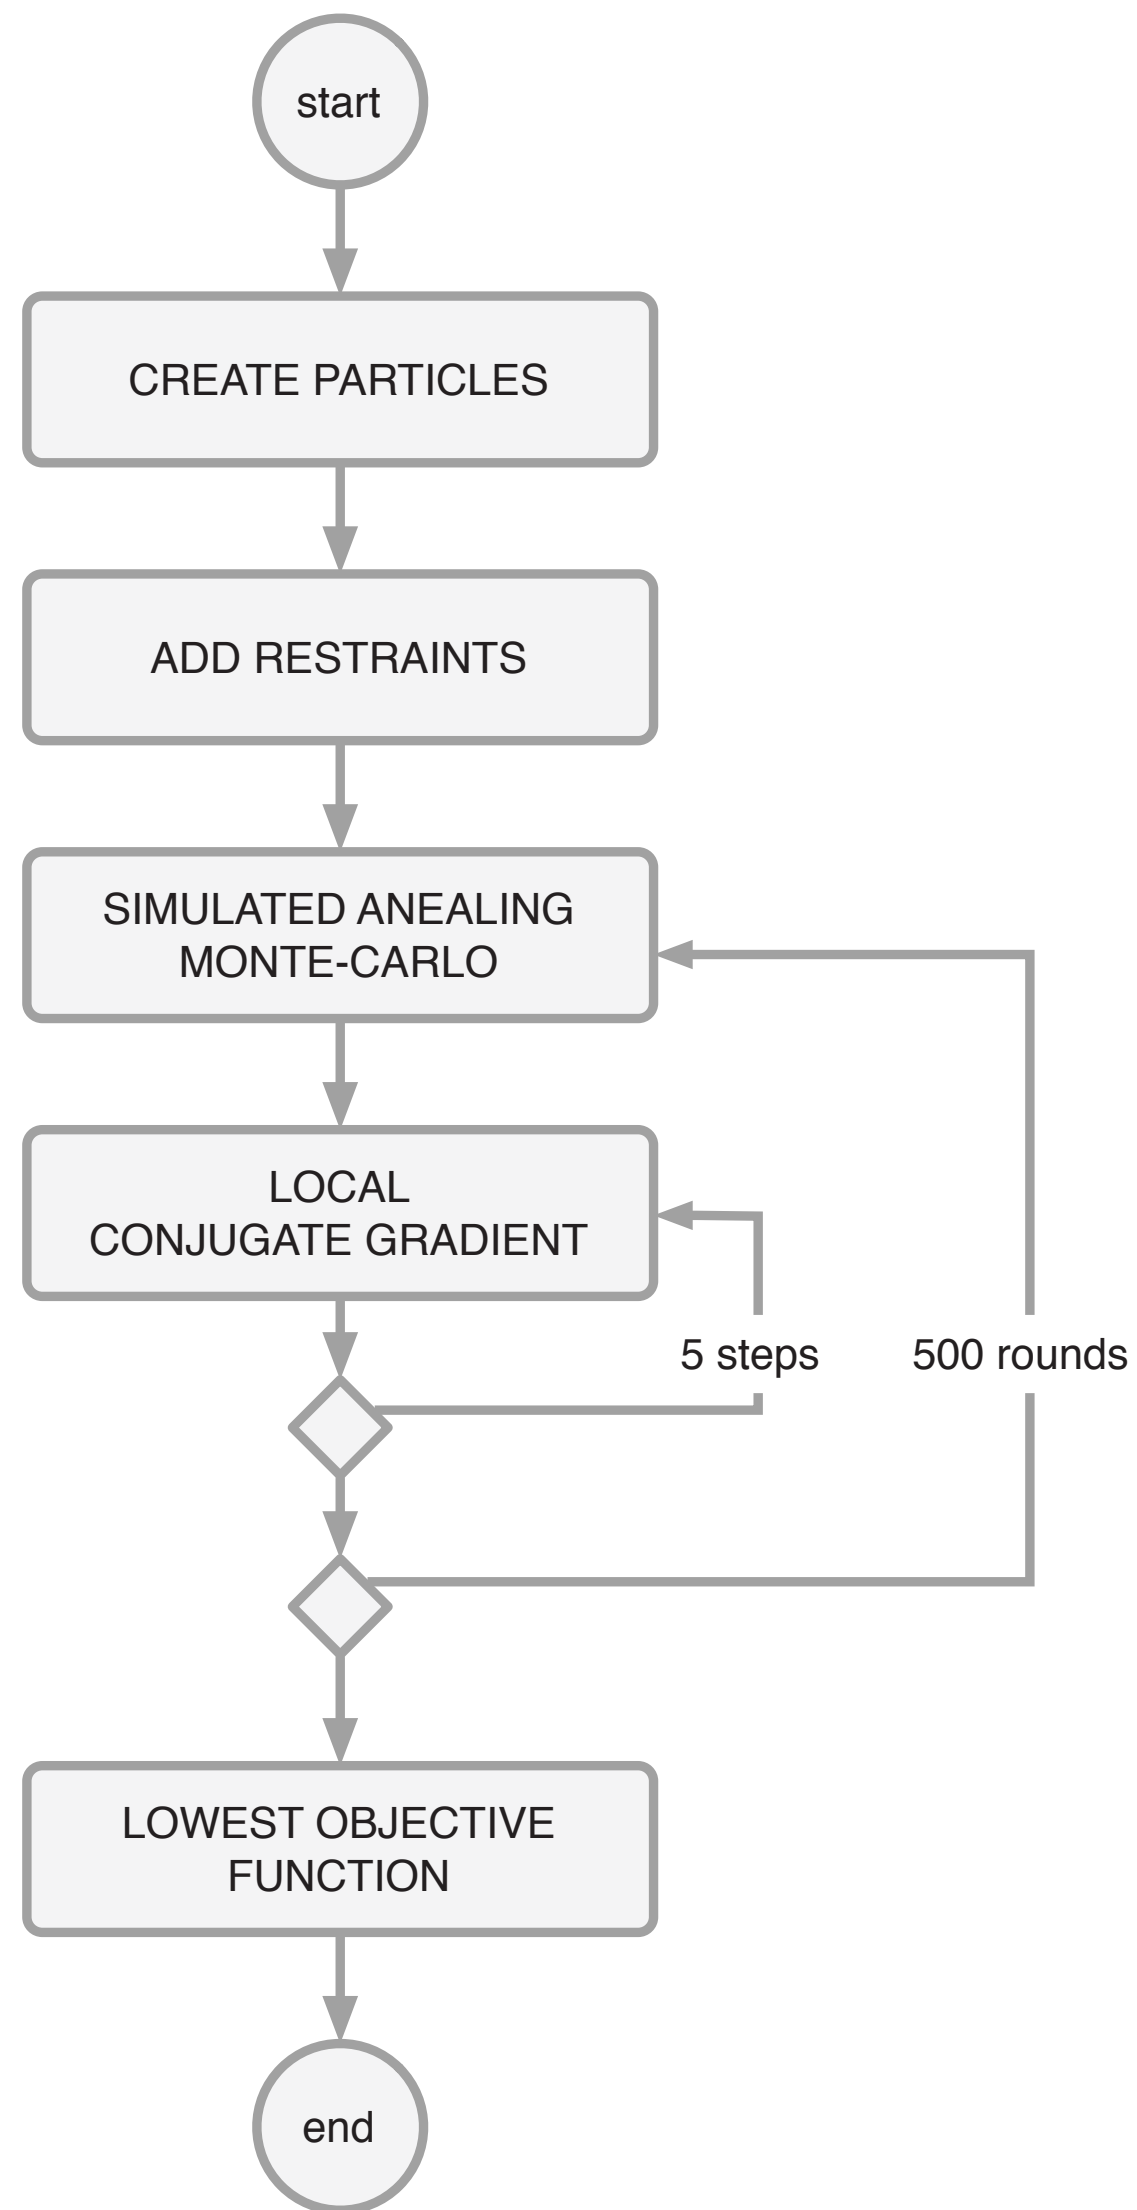 start
CREATE PARTICLES
ADD RESTRAINTS
SIMULATED ANEALING
MONTE-CARLO
LOCAL
CONJUGATE GRADIENT
5 steps
500 rounds
LOWEST OBJECTIVE
FUNCTION
end